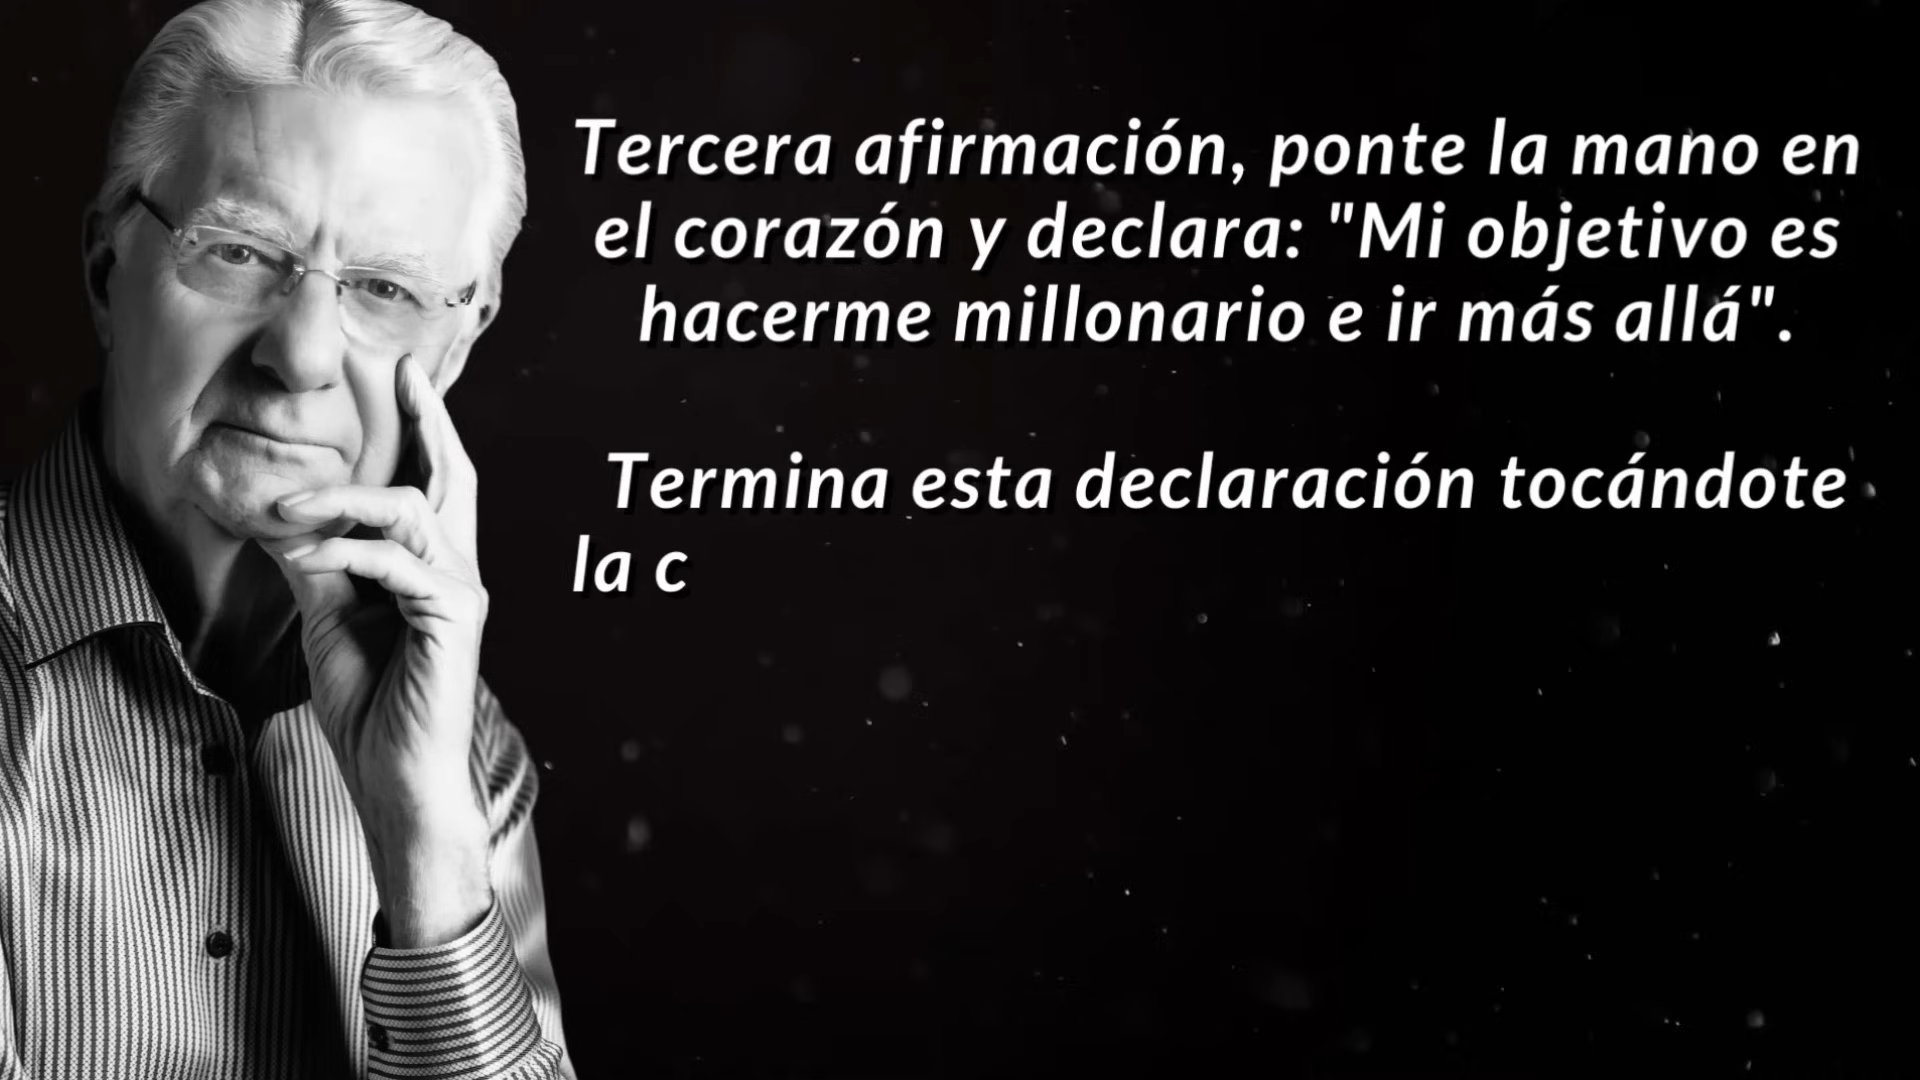 Tercera afirmación, ponte la mano en
el corazón y declara: "Mi objetivo es
hacerme millonario e ir más allá".
Termina esta declaración tocándote
la c